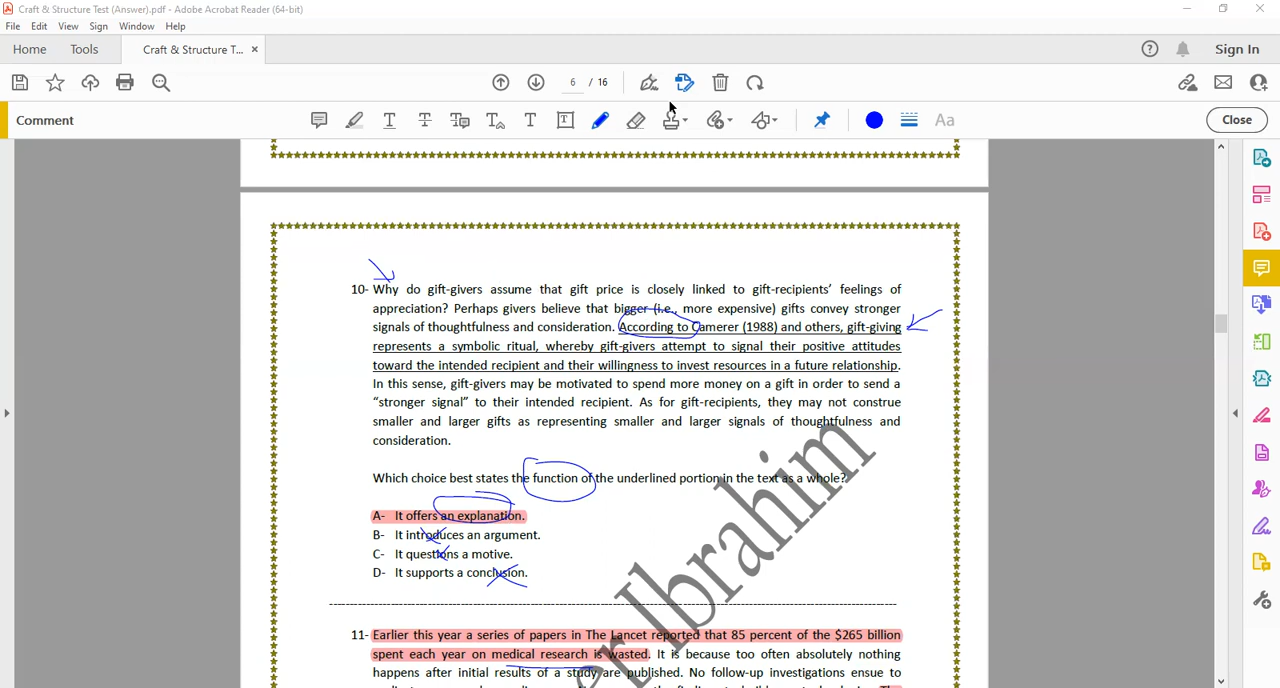 Craft & Structure Test (Answer).pdf - Adobe Acrobat Reader (64-bit)
File Edit View Sign Window Help
Home Tools Craft & Structure T... × Sign In
6 / 16
Comment Aa Close
10- Why do gift-givers assume that gift price is closely linked to gift-recipients' feelings of
appreciation? Perhaps givers believe that bigger (i.e., more expensive) gifts convey stronger
signals of thoughtfulness and consideration. According to Camerer (1988) and others, gift-giving
represents a symbolic ritual, whereby gift-givers attempt to signal their positive attitudes
toward the intended recipient and their willingness to invest resources in a future relationship.
In this sense, gift-givers may be motivated to spend more money on a gift in order to send a
"stronger signal" to their intended recipient. As for gift-recipients, they may not construe
smaller and larger gifts as representing smaller and larger signals of thoughtfulness and
consideration.
Which choice best states the function of the underlined portion in the text as a whole?
A- It offers an explanation.
B- It introduces an argument.
C- It questions a motive.
D- It supports a conclusion.
11- Earlier this year a series of papers in The Lancet reported that 85 percent of the $265 billion
spent each year on medical research is wasted. It is because too often absolutely nothing
happens after initial results of a study are published. No follow-up investigations ensue to
er Ibrahim